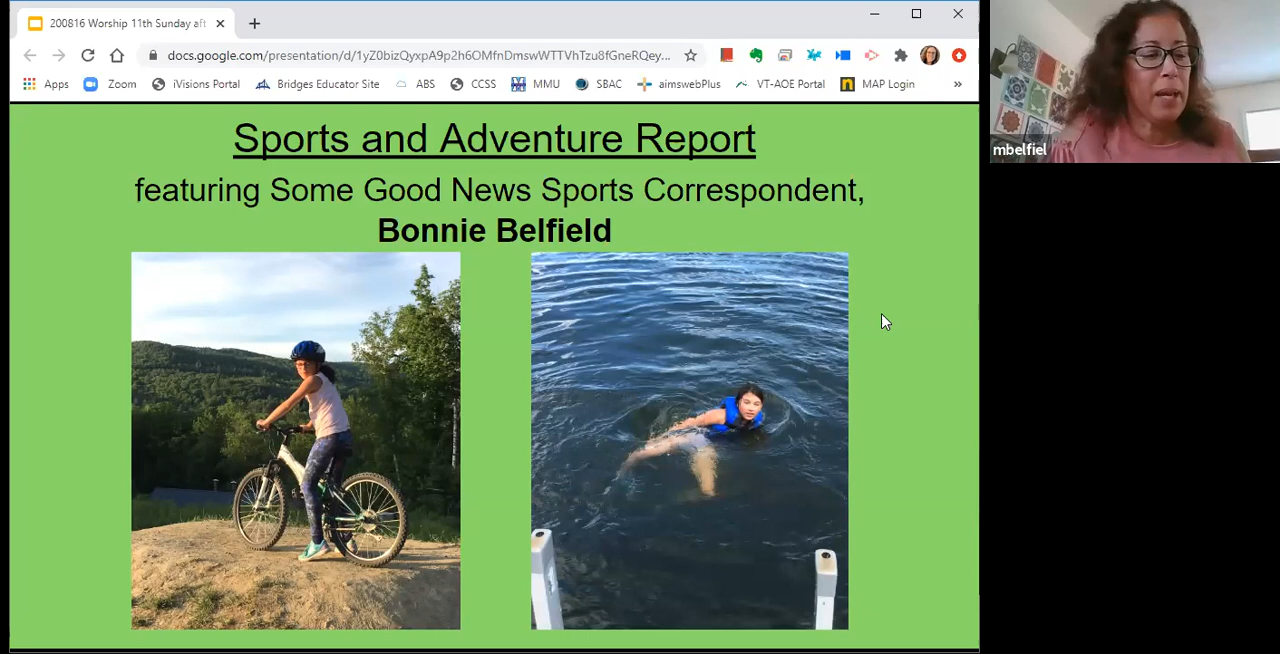 200816 Worship 11th Sunday aft
docs.google.com/presentation/d/1yZ0bizQyxpA9p2h6QMfnDmswWTTVhTzu8fGneRQey...
Apps Zoom iVisions Portal Bridges Educator Site ABS CCSS MMU SBAC aimswebPlus VT-AOE Portal MAP Login »
Sports and Adventure Report
featuring Some Good News Sports Correspondent,
Bonnie Belfield
mbelfiel